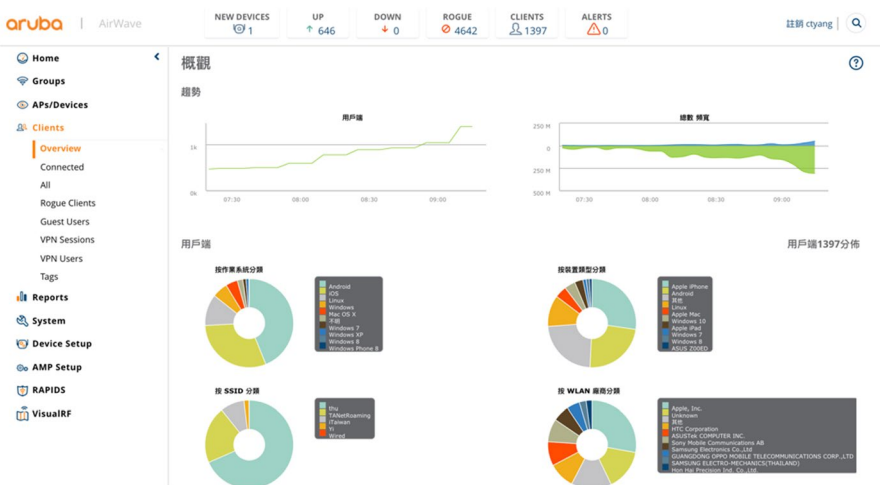 aruba | AirWave
NEW DEVICES
1
UP
646
DOWN
0
ROGUE
4642
CLIENTS
1397
ALERTS
0
註銷 ctyang
Home
Groups
APs/Devices
Clients
Overview
Connected
All
Rogue Clients
Guest Users
VPN Sessions
VPN Users
Tags
Reports
System
Device Setup
AMP Setup
RAPIDS
VisualRF
概觀
趨勢
用戶端
1k
0k
07:30 08:00 08:30 09:00
總數 頻寬
250 M
0
250 M
500 M
07:30 08:00 08:30 09:00
用戶端
用戶端1397分佈
按作業系統分類
Android
iOS
Linux
Windows
Mac OS X
不明
Windows 7
Windows XP
Windows 8
Windows Phone 8
按裝置類型分類
Apple iPhone
Android
其他
Linux
Apple Mac
Windows 10
Apple iPad
Windows 7
Windows 8
ASUS Z00ED
按 SSID 分類
thu
TANetRoaming
iTaiwan
Yi
Wired
按 WLAN 廠商分類
Apple, Inc.
Unknown
其他
HTC Corporation
ASUSTek COMPUTER INC.
Sony Mobile Communications AB
Samsung Electronics Co.,Ltd
GUANGDONG OPPO MOBILE TELECOMMUNICATIONS CORP.,LTD
SAMSUNG ELECTRO-MECHANICS(THAILAND)
Hon Hai Precision Ind. Co.,Ltd.